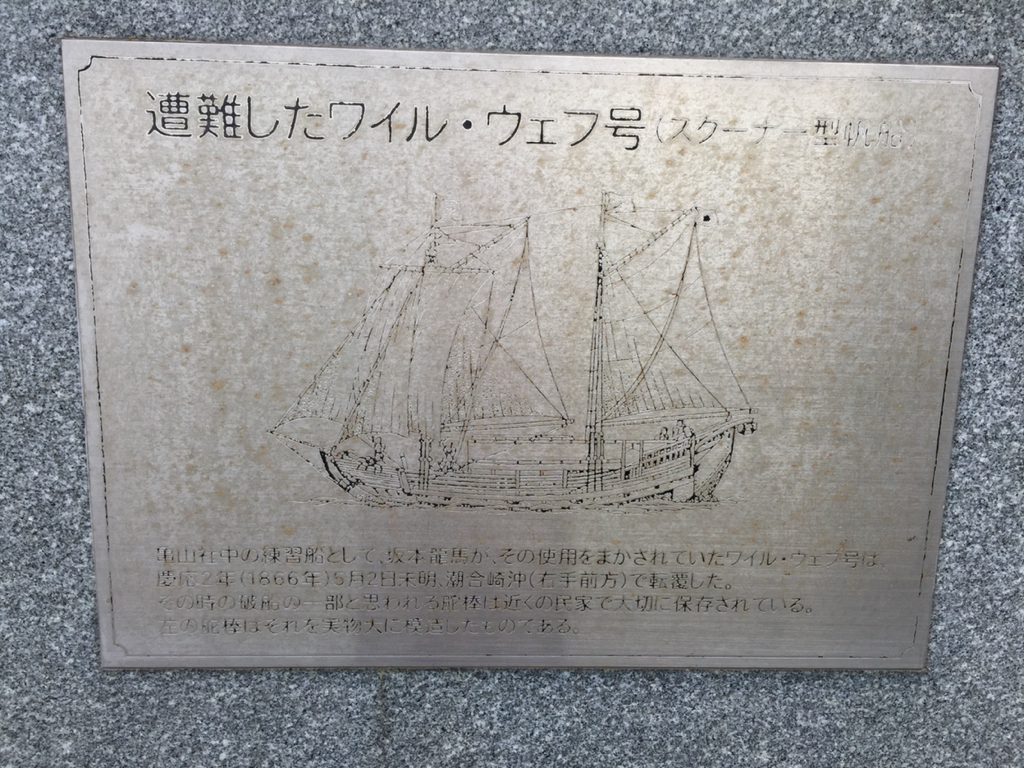 遭難したワイル・ウェフ号(スクーナー型帆船)
亀山社中の練習船として、坂本龍馬が、その使用をまかされていたワイル・ウェフ号は、
慶応2年(1866年)5月2日未明、潮合崎沖(右手前方)で転覆した。
その時の破船の一部と思われる舵棒は近くの民家で大切に保存されている。
左の舵棒はそれを実物大に模造したものである。